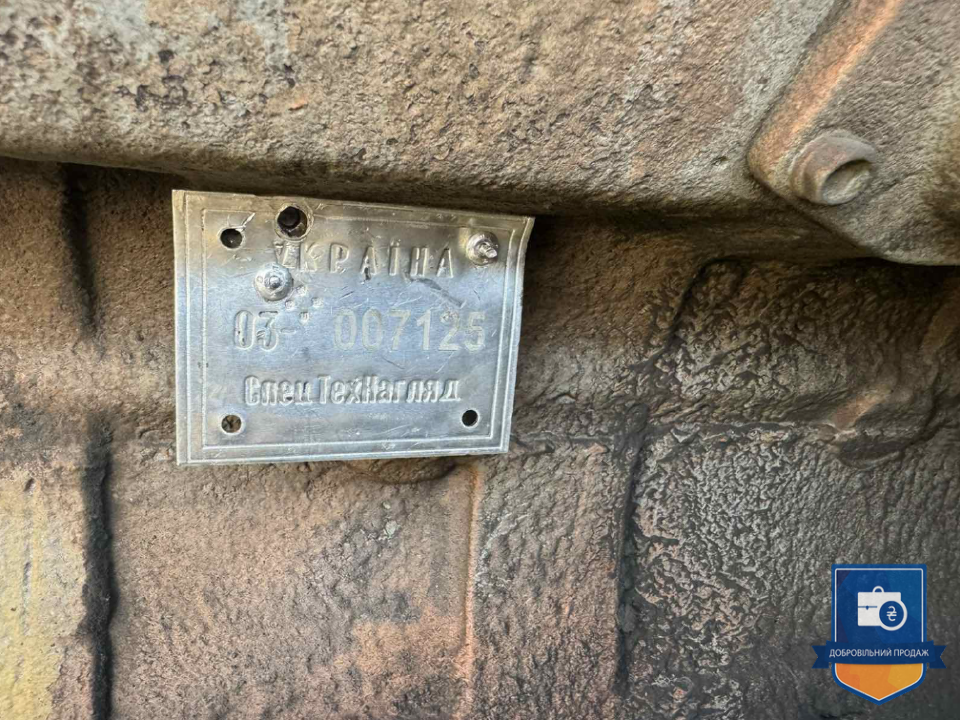 УКРАЇНА
03- 007125
СпецТехНагляд
ДОБРОВІЛЬНИЙ ПРОДАЖ